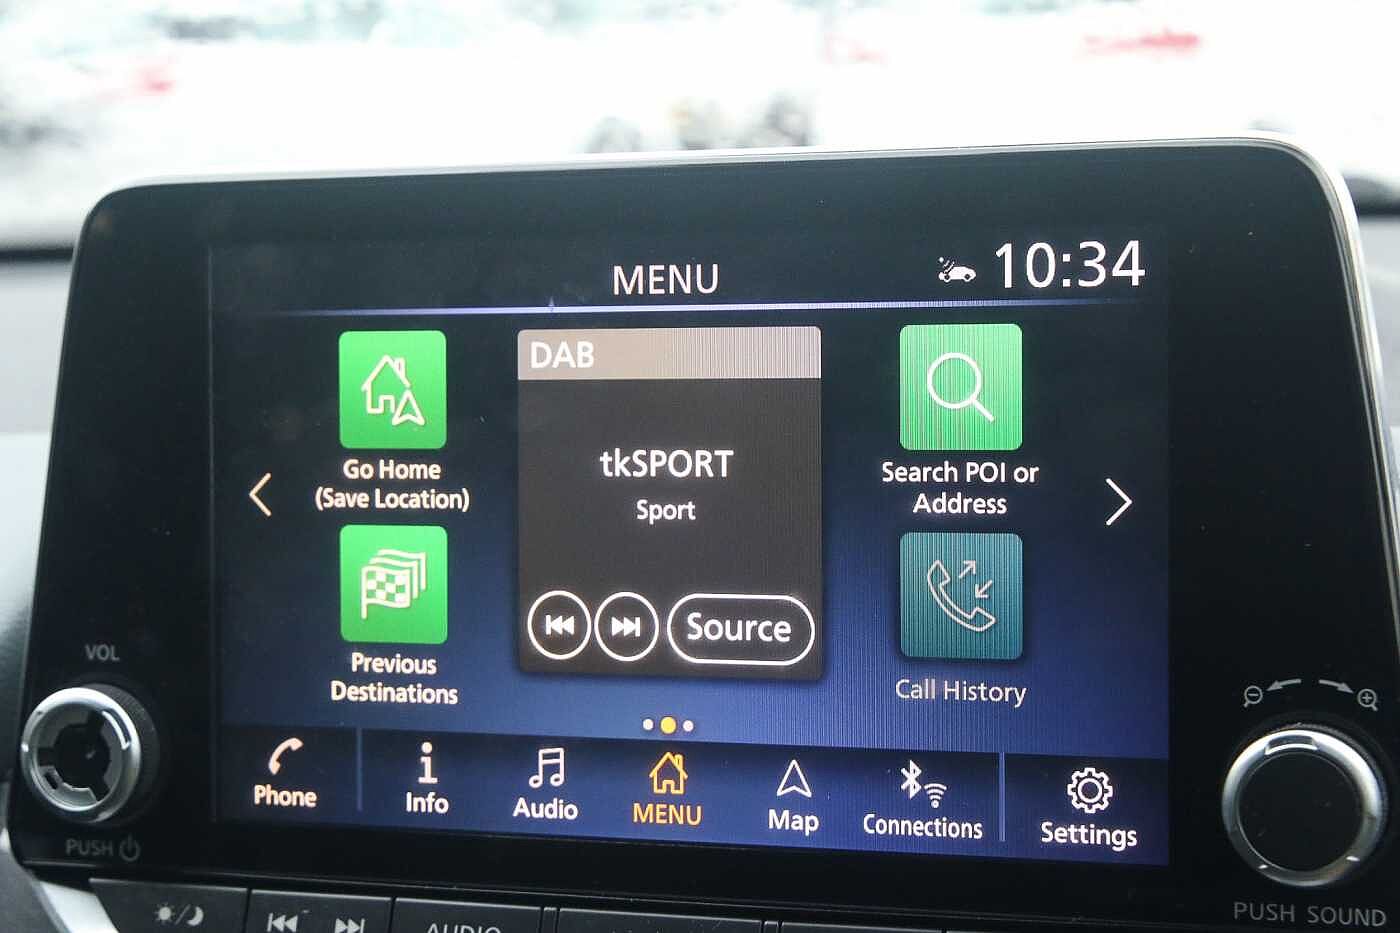 MENU
10:34
DAB
tkSPORT
Sport
Source
Go Home
(Save Location)
Previous
Destinations
Search POI or
Address
Call History
Phone
Info
Audio
MENU
Map
Connections
Settings
VOL
PUSH
PUSH SOUND
AUDIO